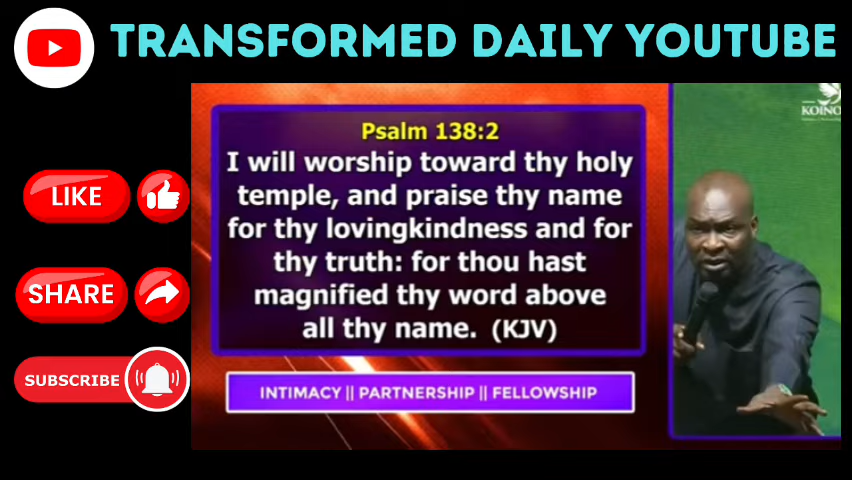 TRANSFORMED DAILY YOUTUBE
KOINO
Psalm 138:2
I will worship toward thy holy
temple, and praise thy name
for thy lovingkindness and for
thy truth: for thou hast
magnified thy word above
all thy name. (KJV)
LIKE
SHARE
SUBSCRIBE
INTIMACY || PARTNERSHIP || FELLOWSHIP